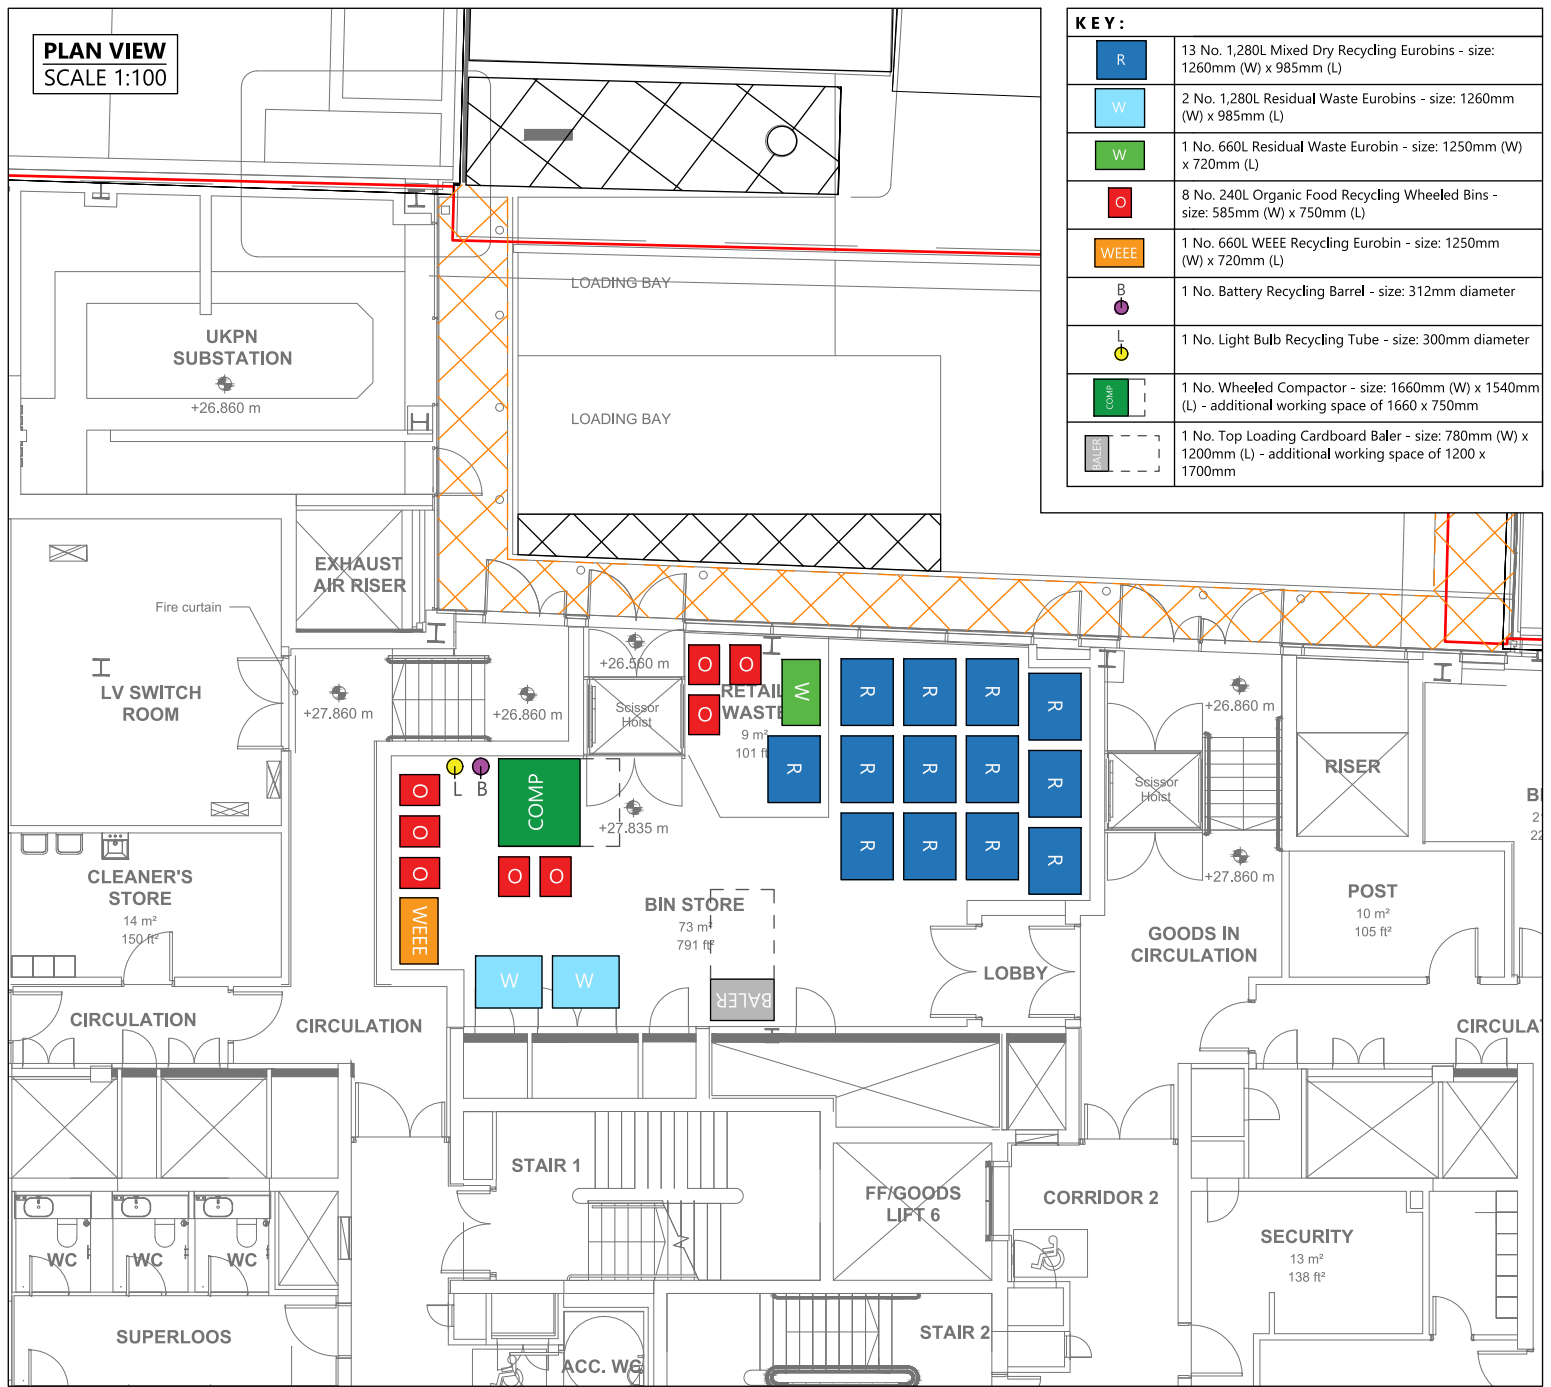 PLAN VIEW
SCALE 1:100
KEY:
R
13 No. 1,280L Mixed Dry Recycling Eurobins - size:
1260mm (W) x 985mm (L)
W
2 No. 1,280L Residual Waste Eurobins - size: 1260mm
(W) x 985mm (L)
W
1 No. 660L Residual Waste Eurobin - size: 1250mm (W)
x 720mm (L)
O
8 No. 240L Organic Food Recycling Wheeled Bins -
size: 585mm (W) x 750mm (L)
WEEE
1 No. 660L WEEE Recycling Eurobin - size: 1250mm
(W) x 720mm (L)
B
1 No. Battery Recycling Barrel - size: 312mm diameter
L
1 No. Light Bulb Recycling Tube - size: 300mm diameter
COMP
1 No. Wheeled Compactor - size: 1660mm (W) x 1540mm
(L) - additional working space of 1660 x 750mm
BALER
1 No. Top Loading Cardboard Baler - size: 780mm (W) x
1200mm (L) - additional working space of 1200 x
1700mm
LOADING BAY
UKPN
SUBSTATION
+26.860 m
LOADING BAY
EXHAUST
AIR RISER
Fire curtain
LV SWITCH
ROOM
+27.860 m
+26.860 m
+26.560 m
Scissor
Hoist
O
O
O
RETAIL
WASTE
9 m²
101 ft
W
R
R
R
R
R
R
R
R
R
R
R
R
R
+26.860 m
Scissor
Hoist
RISER
+27.860 m
L
B
COMP
+27.835 m
O
O
O
O
O
WEEE
CLEANER'S
STORE
14 m²
150 ft²
BIN STORE
73 m²
791 ft²
W
W
BALER
LOBBY
GOODS IN
CIRCULATION
POST
10 m²
105 ft²
CIRCULATION
CIRCULATION
CIRCULA
STAIR 1
FF/GOODS
LIFT 6
CORRIDOR 2
SECURITY
13 m²
138 ft²
WC
WC
WC
SUPERLOOS
ACC. WC
STAIR 2